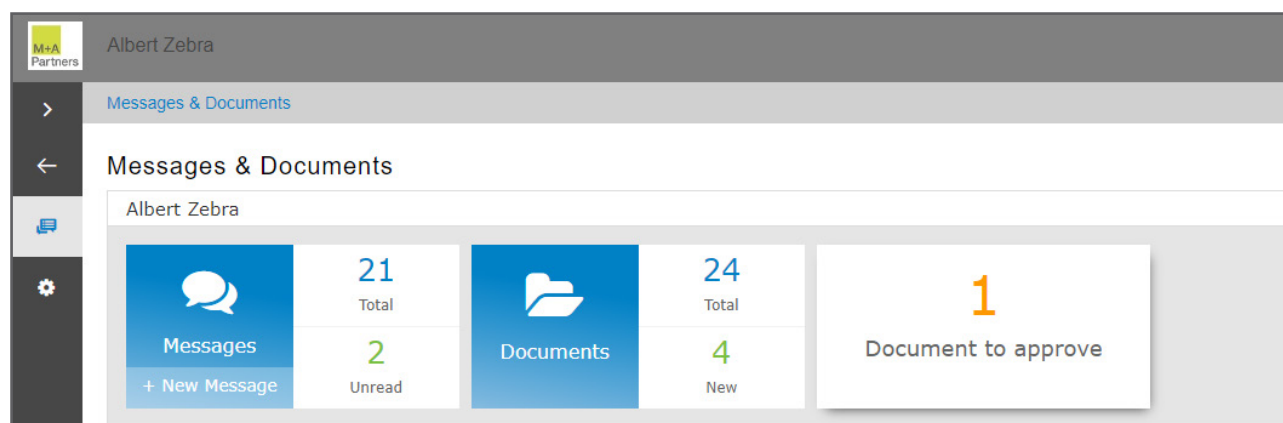 M+A
Partners
Albert Zebra
Messages & Documents
Messages & Documents
Albert Zebra
Messages
+ New Message
21
Total
2
Unread
Documents
24
Total
4
New
1
Document to approve